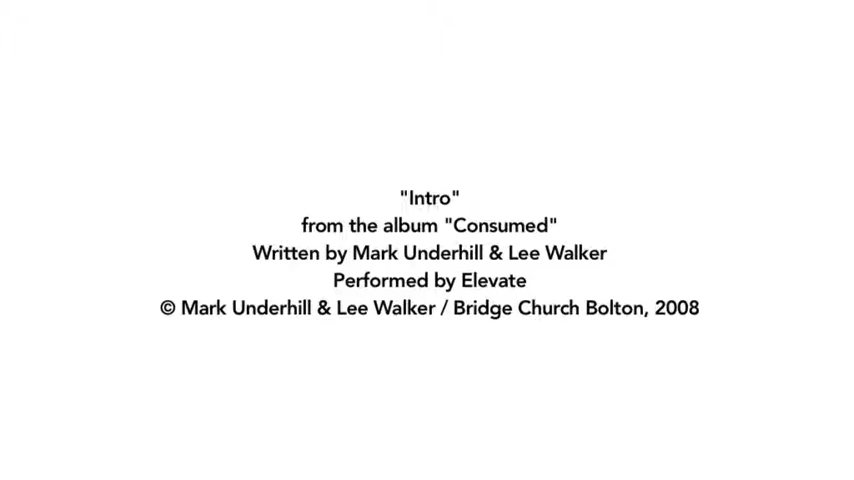 "Intro"
from the album "Consumed"
Written by Mark Underhill & Lee Walker
Performed by Elevate
© Mark Underhill & Lee Walker / Bridge Church Bolton, 2008